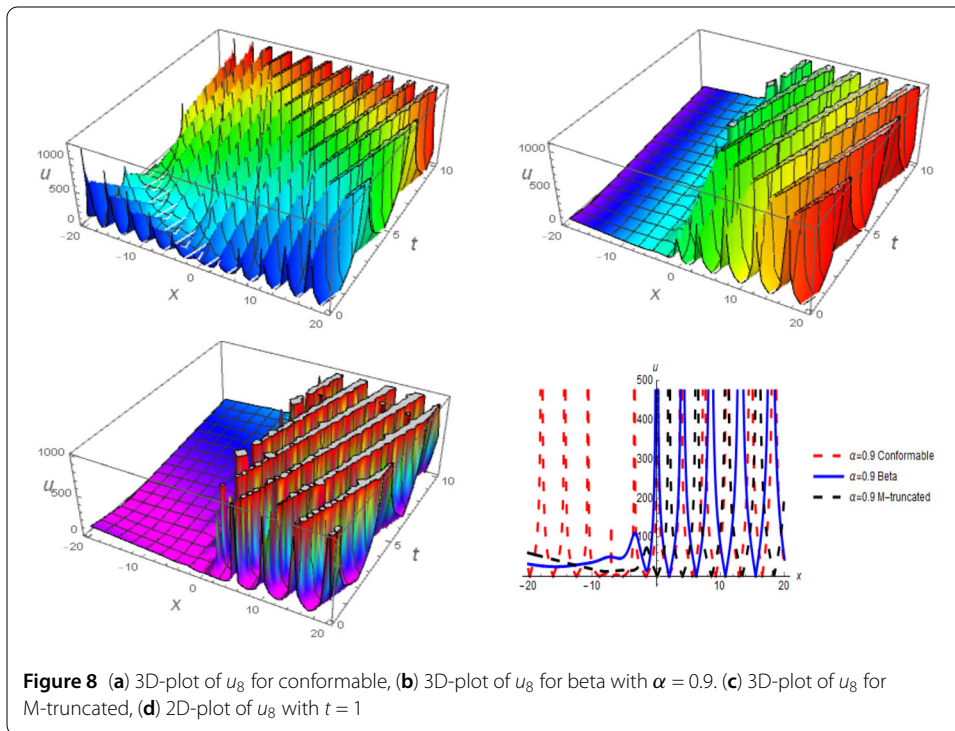 1000
500
u
0
-20
-10
0
x
10
20
0
5
t
10
1000
500
u
0
-20
-10
0
x
10
20
0
5
t
10
1000
500
u
0
-20
-10
0
x
10
20
0
5
t
10
u
500
400
300
200
100
-20
-10
0
10
20
x
α=0.9 Conformable
α=0.9 Beta
α=0.9 M-truncated
Figure 8 (a) 3D-plot of u₈ for conformable, (b) 3D-plot of u₈ for beta with α = 0.9. (c) 3D-plot of u₈ for
M-truncated, (d) 2D-plot of u₈ with t = 1